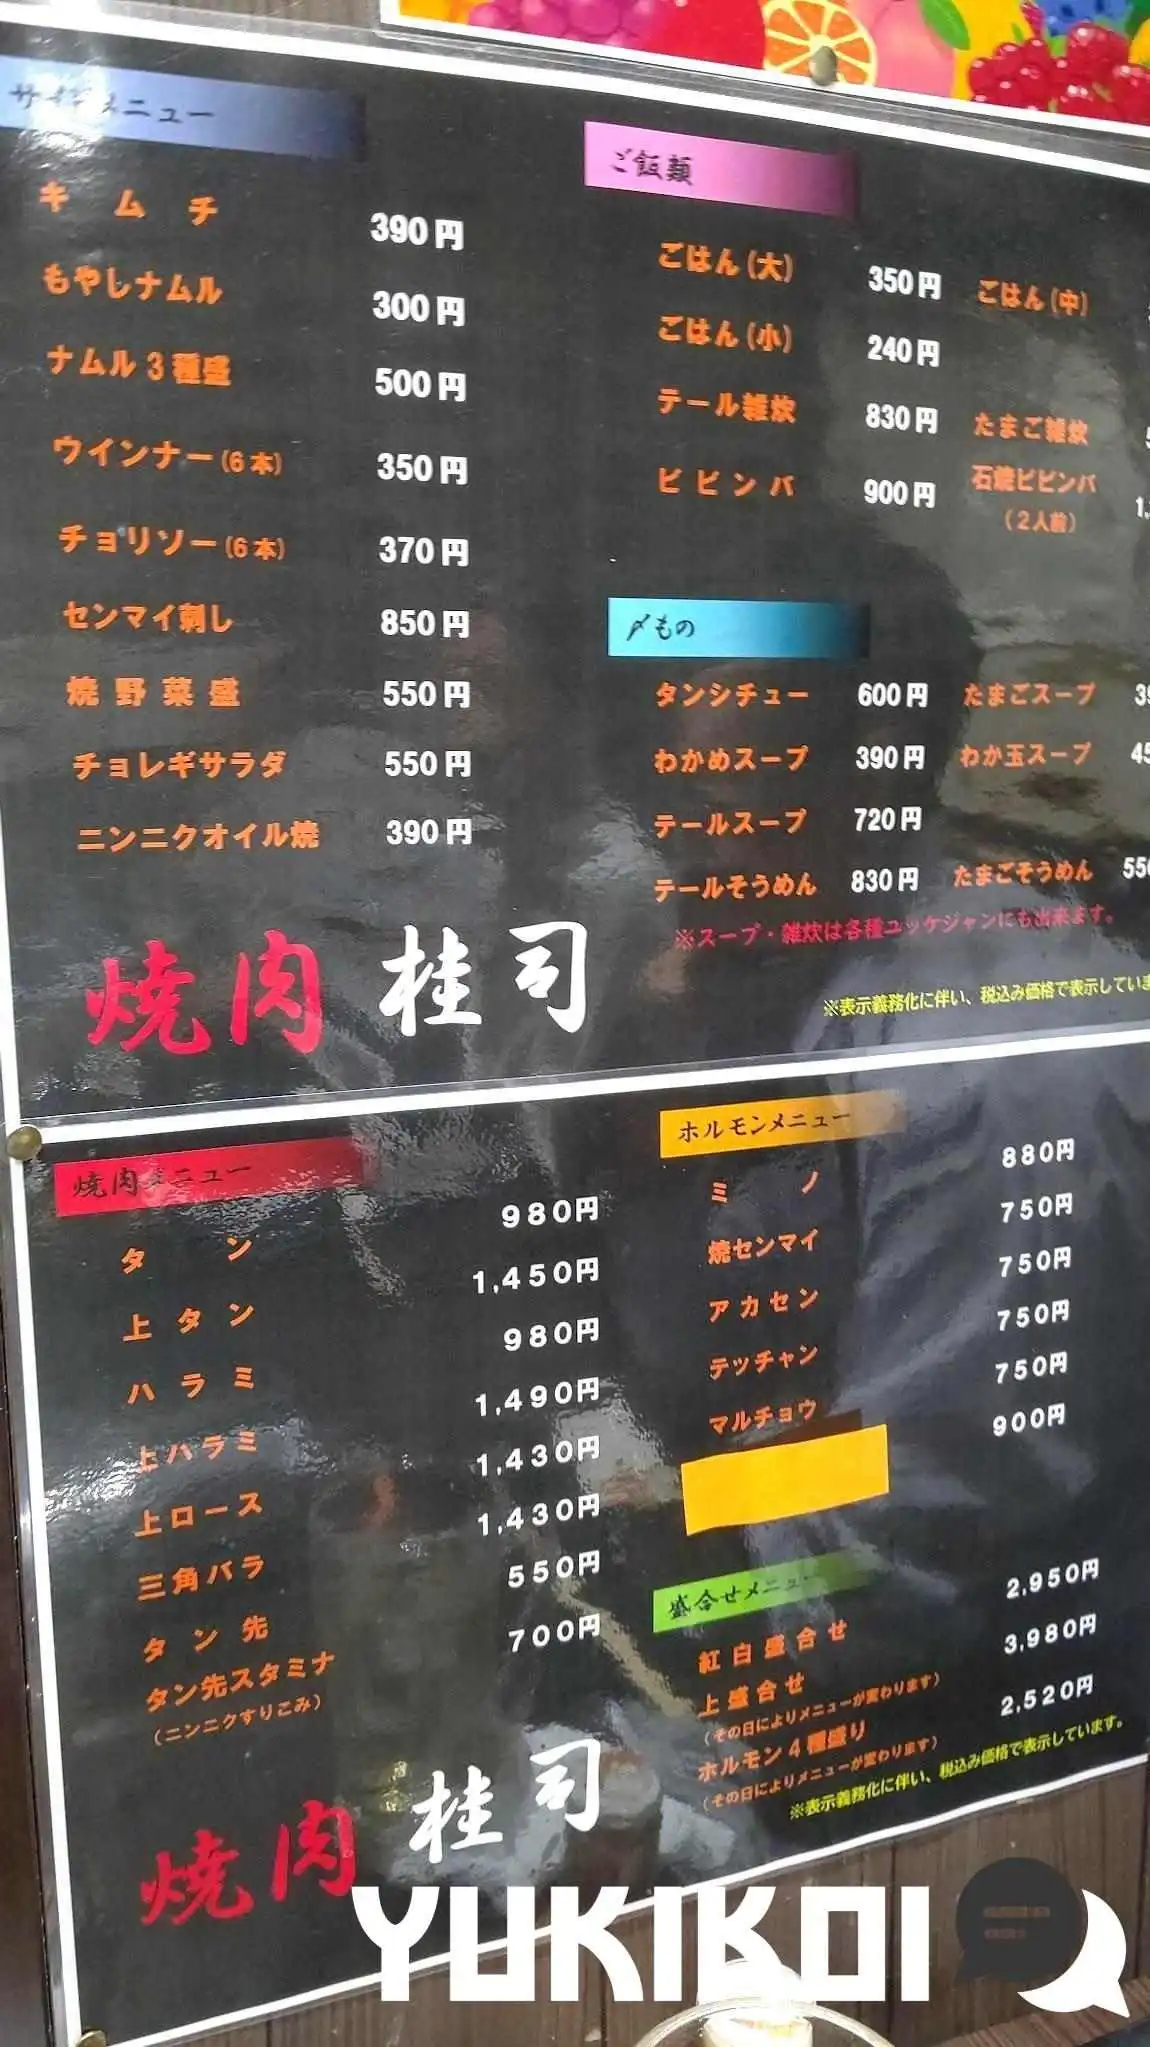 サイドメニュー
キムチ 390円
もやしナムル 300円
ナムル3種盛 500円
ウインナー(6本) 350円
チョリソー(6本) 370円
センマイ刺し 850円
焼野菜盛 550円
チョレギサラダ 550円
ニンニクオイル焼 390円
ご飯類
ごはん(大) 350円 ごはん(中)
ごはん(小) 240円
テール雑炊 830円 たまご雑炊
ビビンバ 900円 石焼ビビンバ
(2人前)
〆もの
タンシチュー 600円 たまごスープ
わかめスープ 390円 わか玉スープ
テールスープ 720円
テールそうめん 830円 たまごそうめん
※スープ・雑炊は各種ユッケジャンにも出来ます。
※表示義務化に伴い、税込み価格で表示していま
焼肉 桂司
焼肉メニュー
タン 980円
上タン 1,450円
ハラミ 980円
上ハラミ 1,490円
上ロース 1,430円
三角バラ 1,430円
タン先 550円
タン先スタミナ 700円
(ニンニクすりこみ)
ホルモンメニュー
ミノ 880円
焼センマイ 750円
アカセン 750円
テッチャン 750円
マルチョウ 750円
900円
盛合せメニュー
紅白盛合せ 2,950円
上盛合せ 3,980円
(その日によりメニューが変わります)
ホルモン4種盛り 2,520円
(その日によりメニューが変わります)
※表示義務化に伴い、税込み価格で表示しています。
焼肉 桂司
YUKIKOI